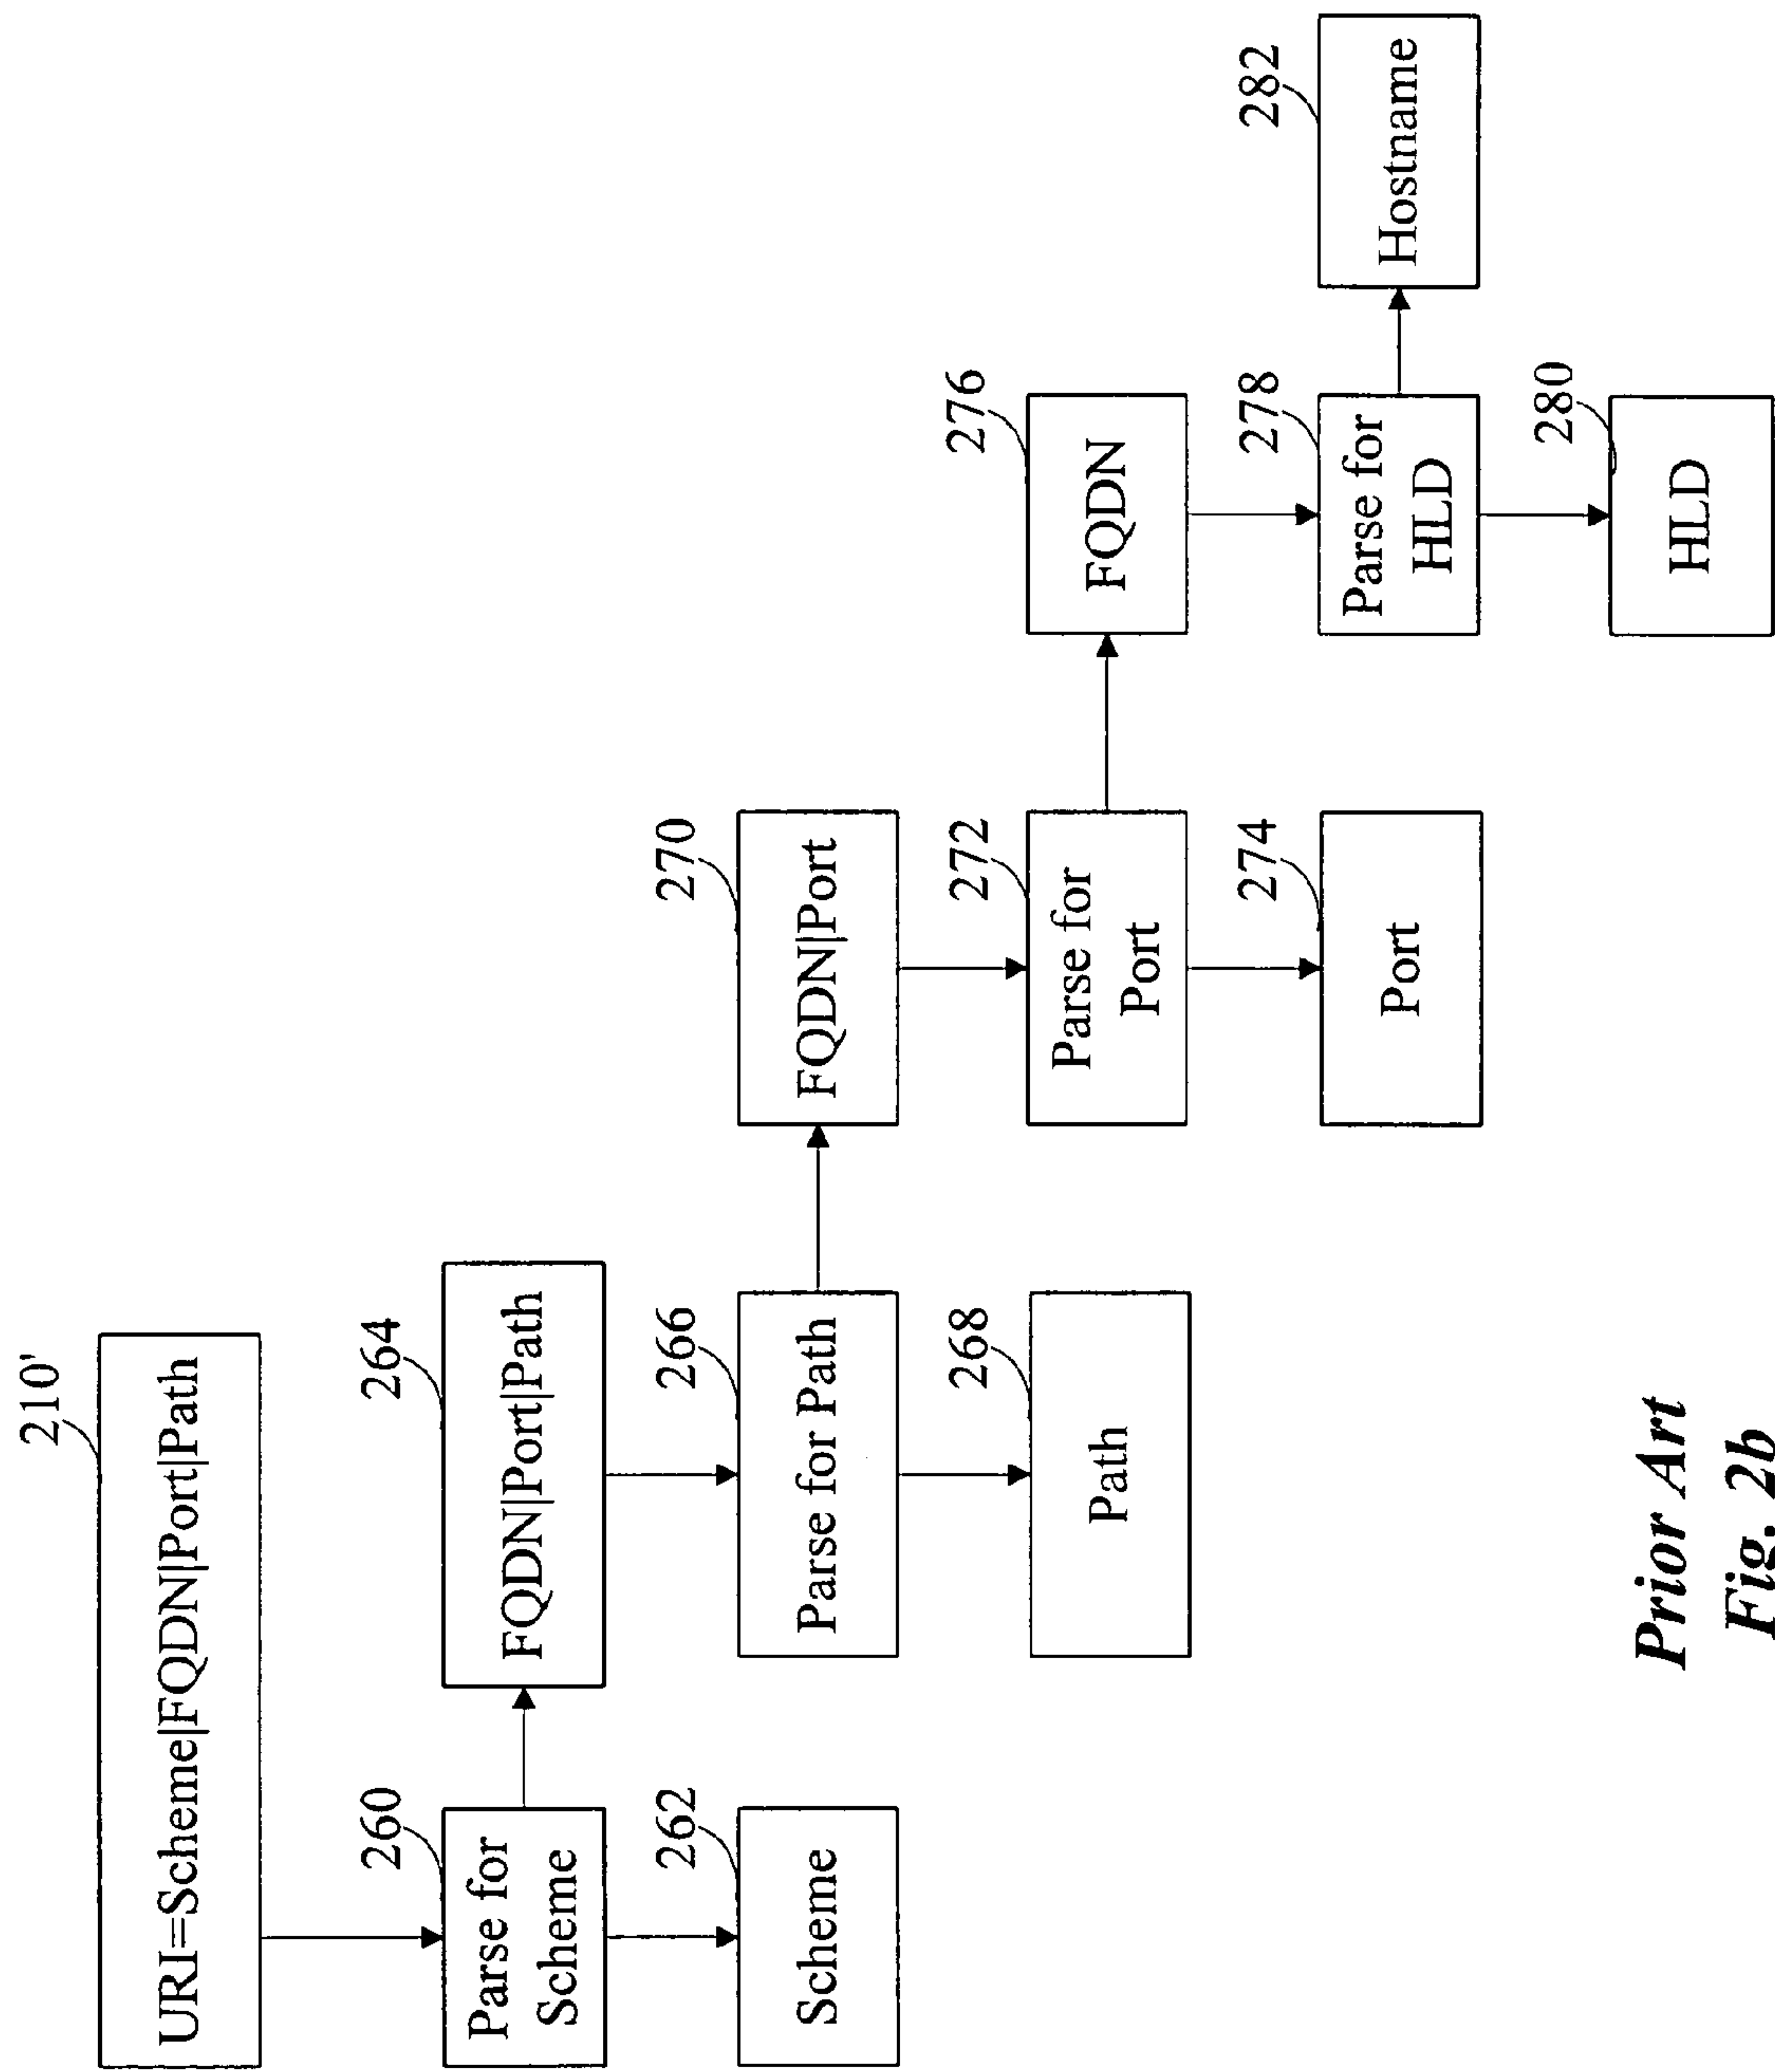 210'
URI=Scheme|FQDN|Port|Path
260
Parse for
Scheme
264
FQDN|Port|Path
262
Scheme
266
Parse for Path
270
FQDN|Port
268
Path
272
Parse for
Port
276
FQDN
274
Port
278
Parse for
HLD
282
Hostname
280
HLD
Prior Art
Fig. 2b